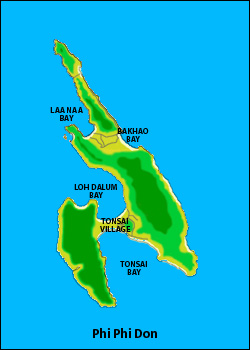 LAA NAA
BAY
BAKHAO
BAY
LOH DALUM
BAY
TONSAI
VILLAGE
TONSAI
BAY
Phi Phi Don